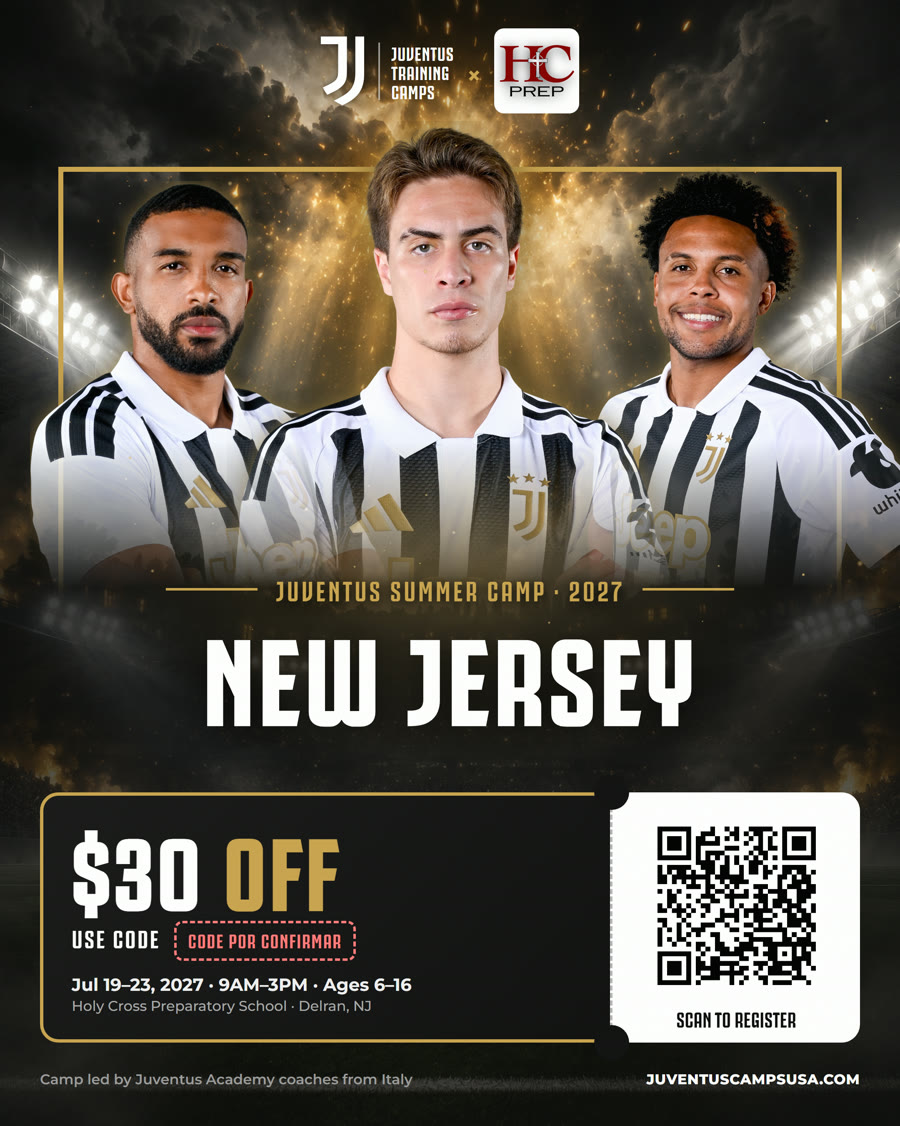 JUVENTUS
TRAINING
CAMPS
×
HC
PREP
JUVENTUS SUMMER CAMP · 2027
NEW JERSEY
$30 OFF
USE CODE CODE POR CONFIRMAR
Jul 19–23, 2027 · 9AM–3PM · Ages 6–16
Holy Cross Preparatory School · Delran, NJ
SCAN TO REGISTER
Camp led by Juventus Academy coaches from Italy
JUVENTUSCAMPSUSA.COM